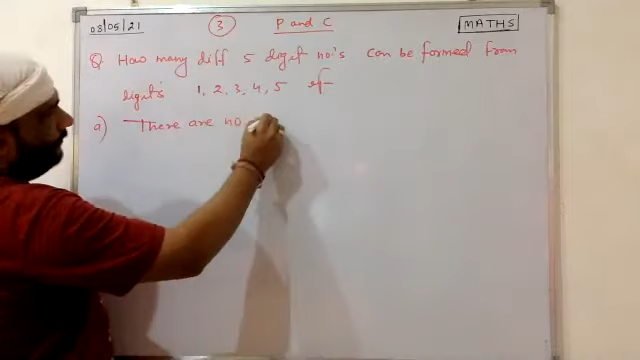 03/05/21 3 P and C MATHS
Q How many diff 5 digit no's can be formed from
digits 1, 2, 3, 4, 5 if
a) There are no